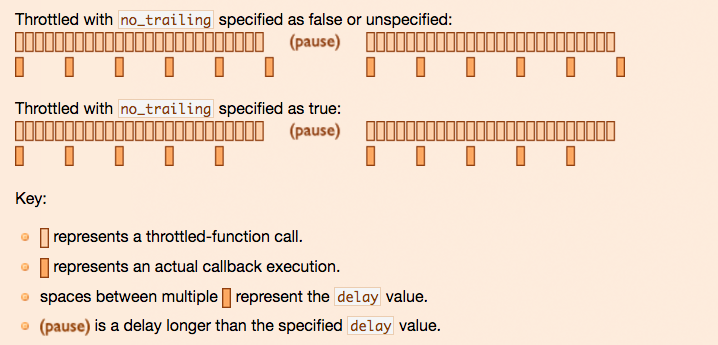 Throttled with no_trailing specified as false or unspecified:
(pause)
Throttled with no_trailing specified as true:
(pause)
Key:
represents a throttled-function call.
represents an actual callback execution.
spaces between multiple represent the delay value.
(pause) is a delay longer than the specified delay value.